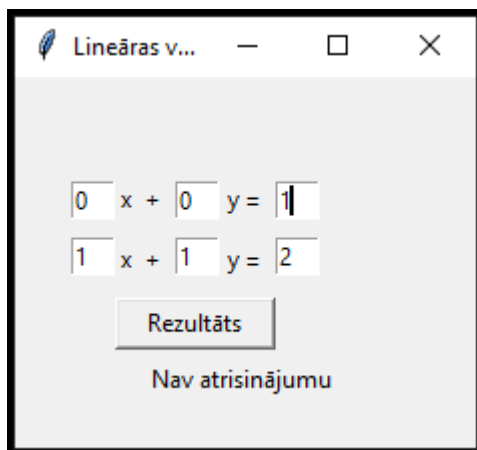 Lineāras v...
0 x + 0 y = 1
1 x + 1 y = 2
Rezultāts
Nav atrisinājumu